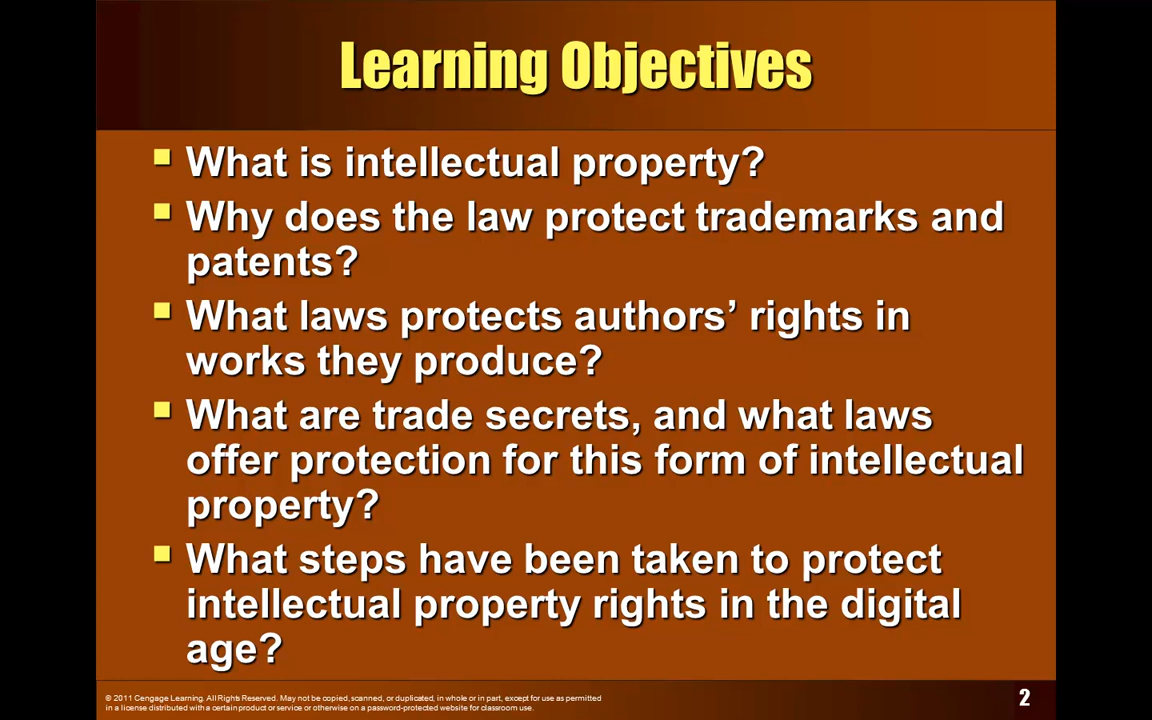 Learning Objectives
What is intellectual property?
Why does the law protect trademarks and
patents?
What laws protects authors’ rights in
works they produce?
What are trade secrets, and what laws
offer protection for this form of intellectual
property?
What steps have been taken to protect
intellectual property rights in the digital
age?
© 2011 Cengage Learning. All Rights Reserved. May not be copied, scanned, or duplicated, in whole or in part, except for use as permitted
in a license distributed with a certain product or service or otherwise on a password-protected website for classroom use.
2